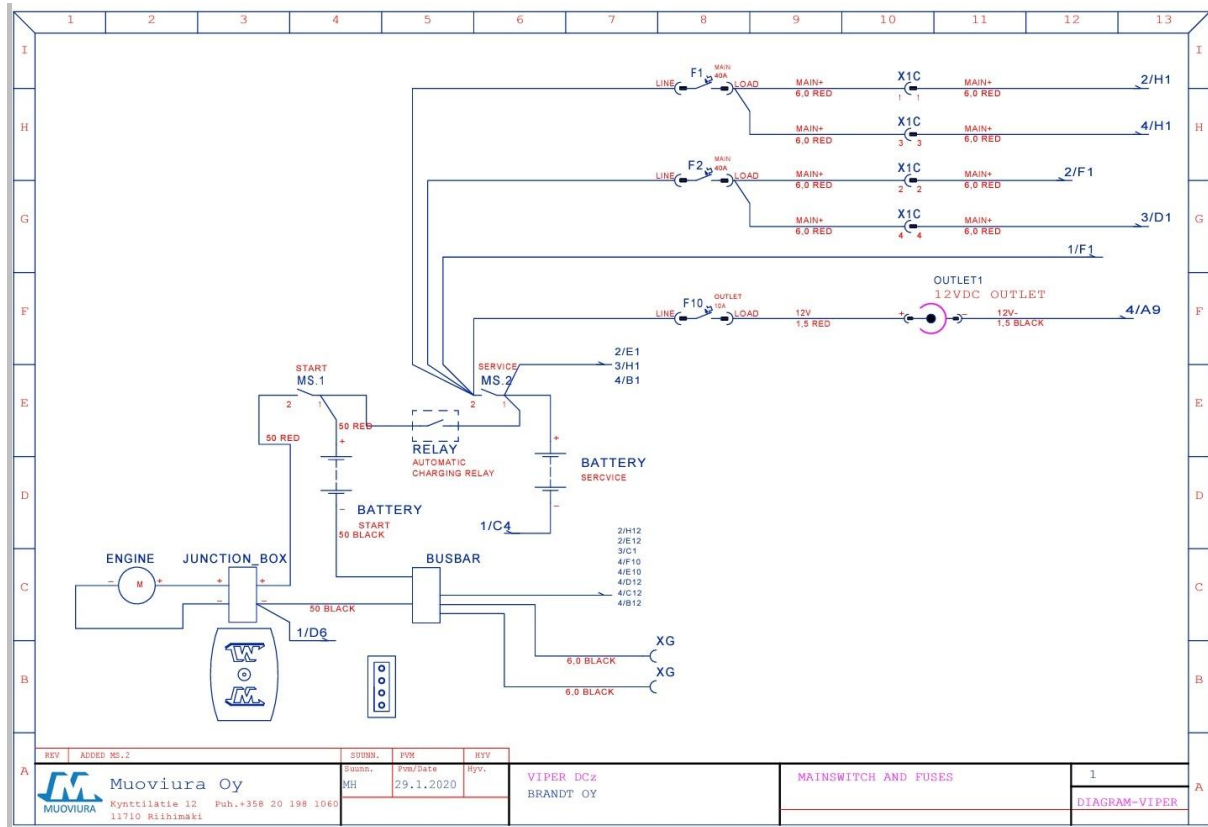 1 2 3 4 5 6 7 8 9 10 11 12 13
I I
F1 MAIN 40A
LINE LOAD MAIN+ X1C MAIN+ 2/H1
6,0 RED 1 1 6,0 RED
H H
X1C 4/H1
MAIN+ MAIN+
6,0 RED 3 3 6,0 RED
F2 MAIN 40A
LINE LOAD MAIN+ X1C MAIN+ 2/F1
6,0 RED 2 2 6,0 RED
G G
X1C 3/D1
MAIN+ MAIN+
6,0 RED 4 4 6,0 RED
1/F1
OUTLET1
12VDC OUTLET
F F
F10 OUTLET 10A
LINE LOAD 12V + - 12V- 4/A9
1,5 RED 1,5 BLACK
2/E1
3/H1
4/B1
START
MS.1
2 1
SERVICE
MS.2
2 1
E E
50 RED
50 RED
RELAY
AUTOMATIC
CHARGING RELAY
+
+
BATTERY
SERCVICE
-
D D
-
BATTERY
START
50 BLACK
1/C4
2/H12
2/E12
3/C1
4/F10
4/E10
4/D12
4/C12
4/B12
ENGINE JUNCTION_BOX BUSBAR
C C
- M + + +
- -
50 BLACK
1/D6
XG
6,0 BLACK
XG
6,0 BLACK
B B
REV ADDED MS.2 SUUNN. PVM HYV
A A
MUOVIURA
Muoviura Oy
Kynttilätie 12 Puh.+358 20 198 1060
11710 Riihimäki
Suunn. Pvm/Date Hyv.
MH 29.1.2020
VIPER DCz
BRANDT OY
MAINSWITCH AND FUSES
1
DIAGRAM-VIPER